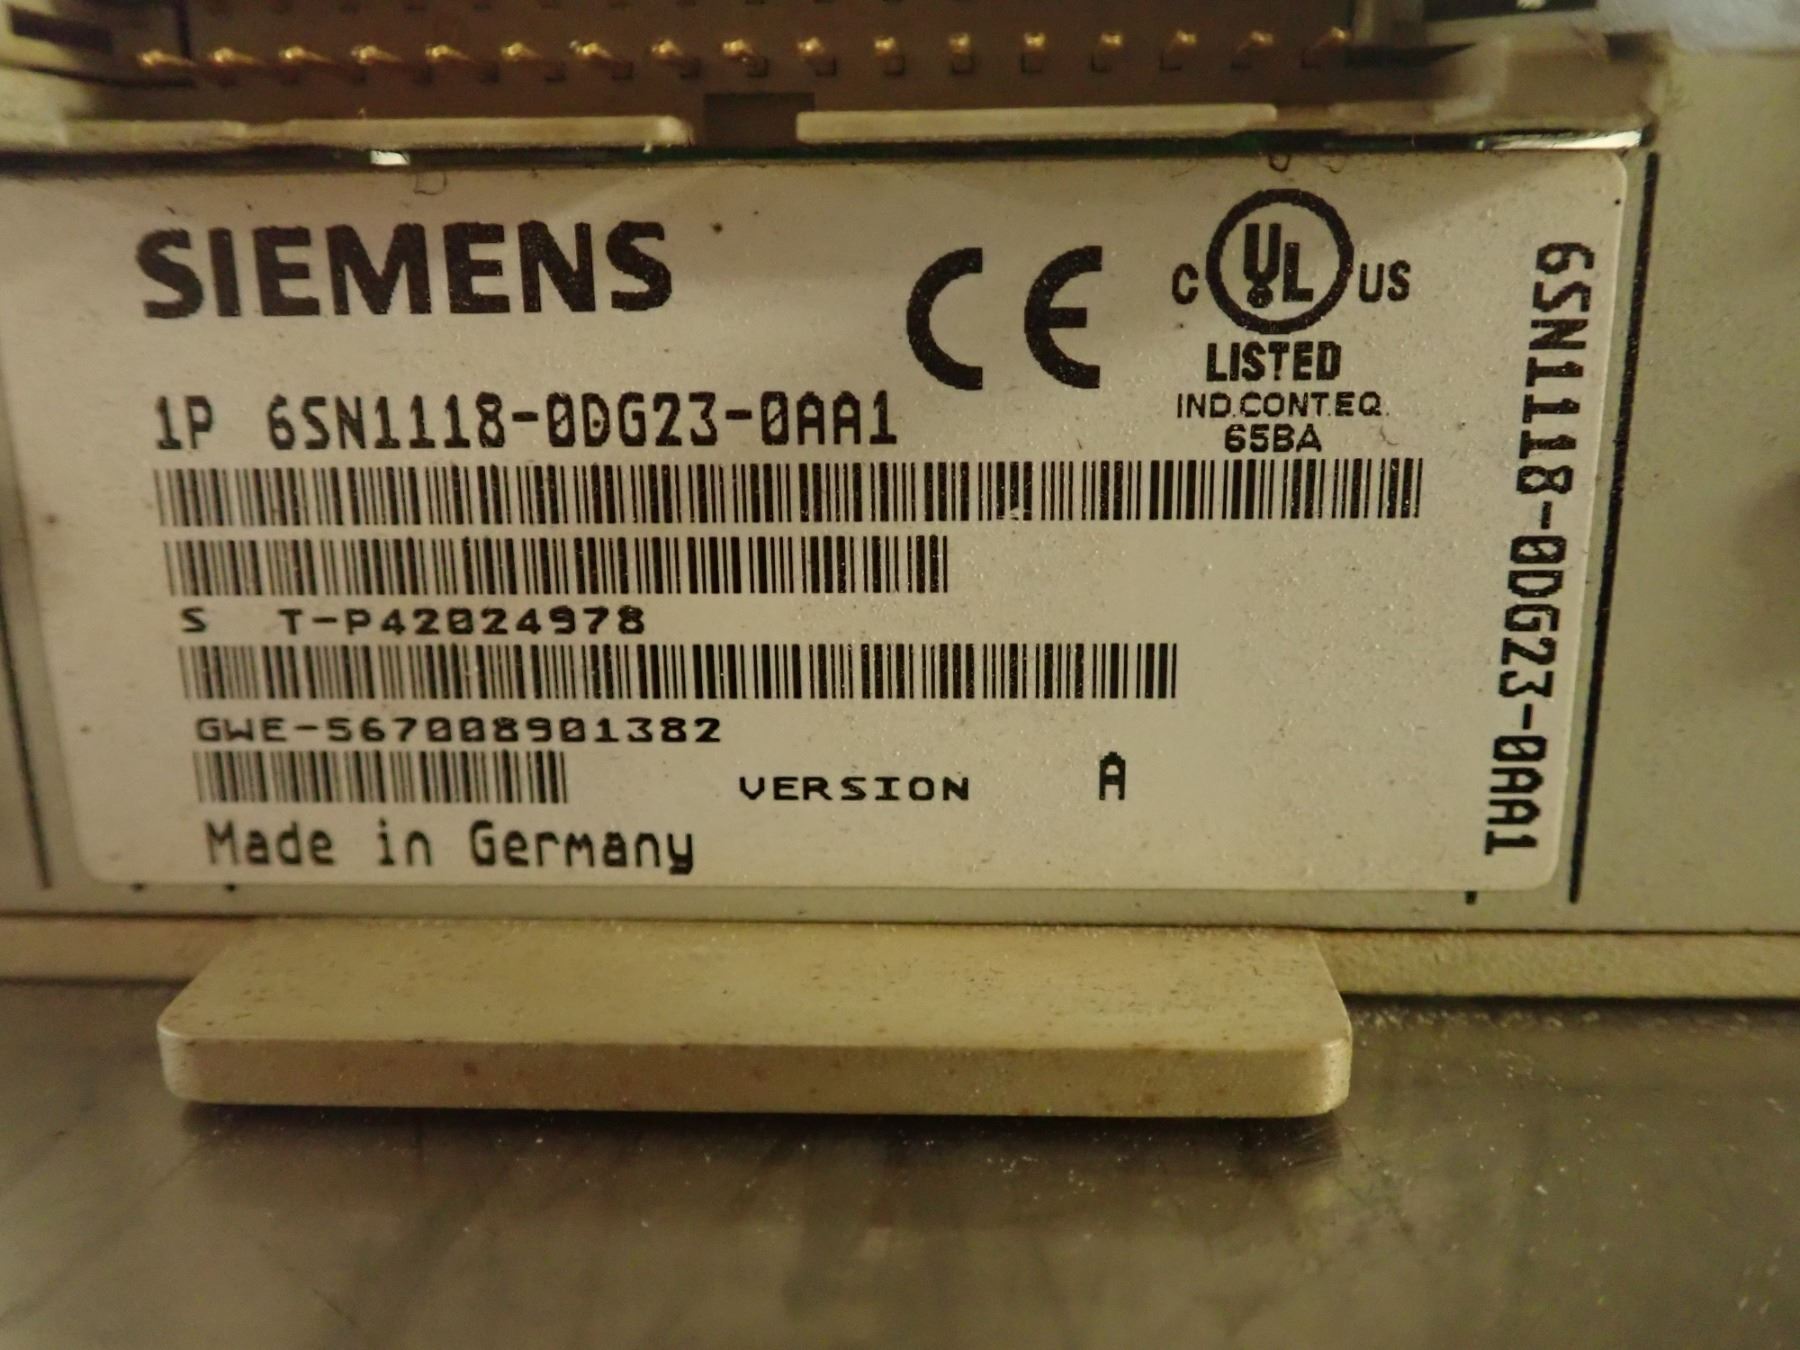 SIEMENS
CE
C UL US
LISTED
IND.CONT.EQ.
65BA
1P 6SN1118-0DG23-0AA1
S T-P42024978
GWE-567008901382
VERSION A
Made in Germany
6SN1118-0DG23-0AA1